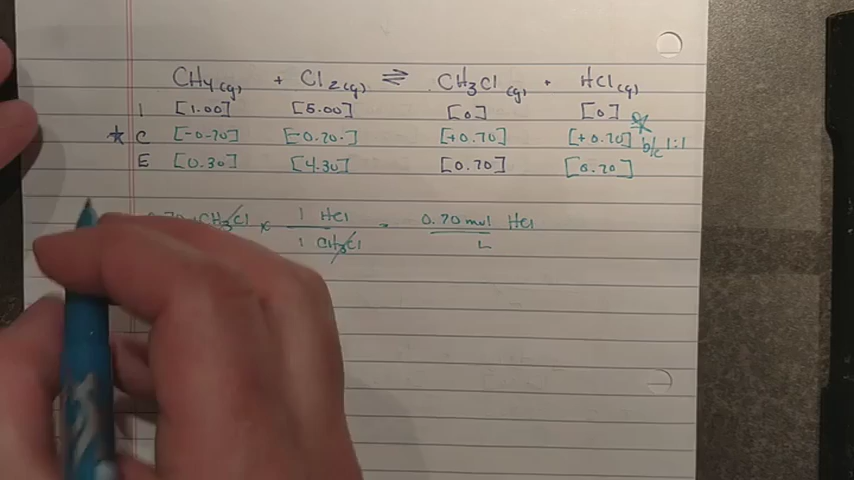 CH4(g) + Cl2(g) ⇌ CH3Cl(g) + HCl(g)
I [1.00] [5.00] [0] [0]
★ C [-0.70] [-0.70] [+0.70] [+0.70] b/c 1:1
E [0.30] [4.30] [0.70] [0.70]
CH3Cl x 1 HCl / 1 CH3Cl = 0.70 mol / L HCl